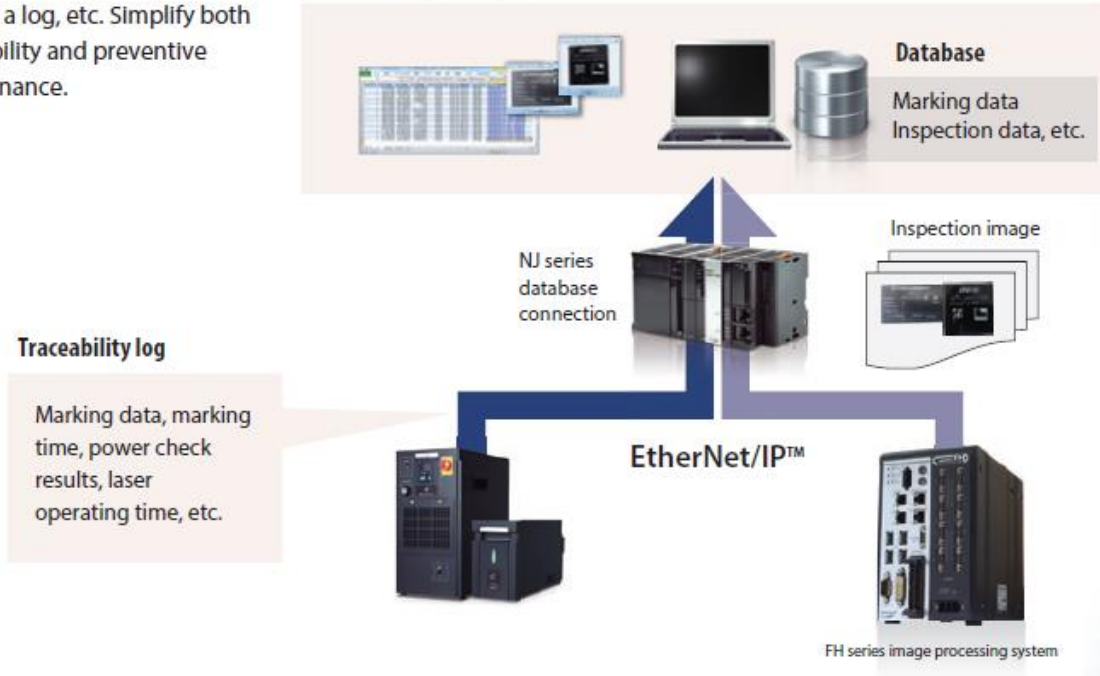 a log, etc. Simplify both
bility and preventive
nance.
Database
Marking data
Inspection data, etc.
Inspection image
NJ series
database
connection
Traceability log
Marking data, marking
time, power check
results, laser
operating time, etc.
EtherNet/IP™
FH series image processing system